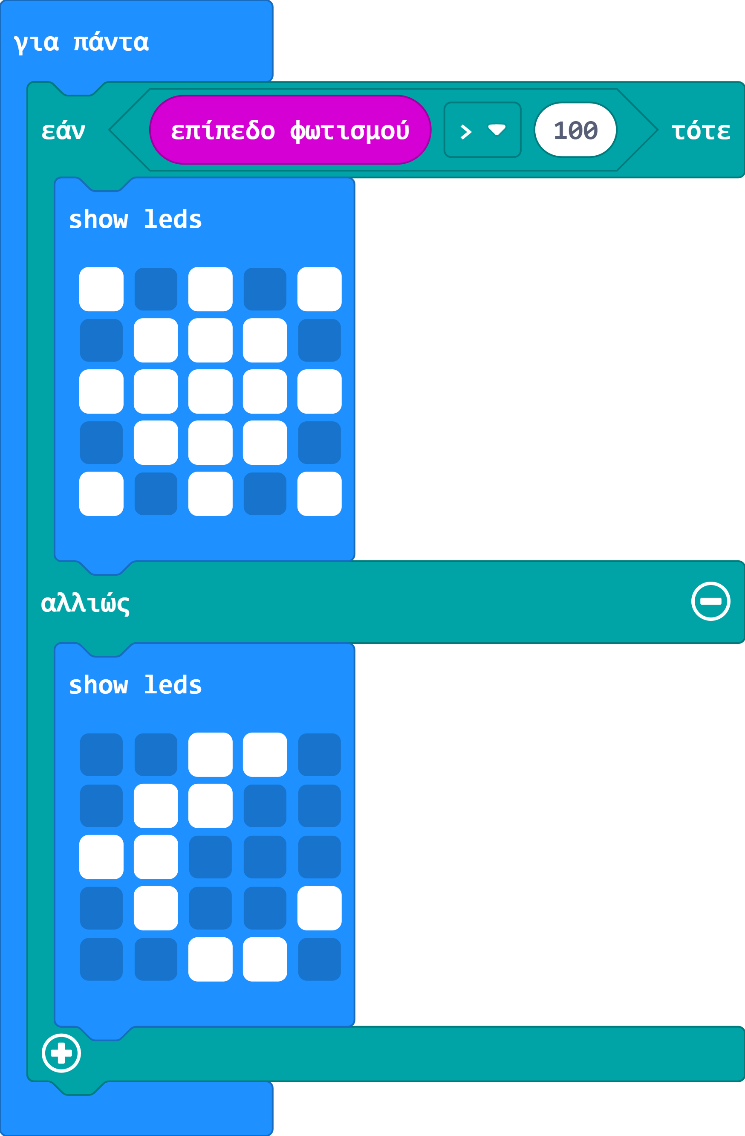 για πάντα
εάν επίπεδο φωτισμού > 100 τότε
show leds
αλλιώς
show leds